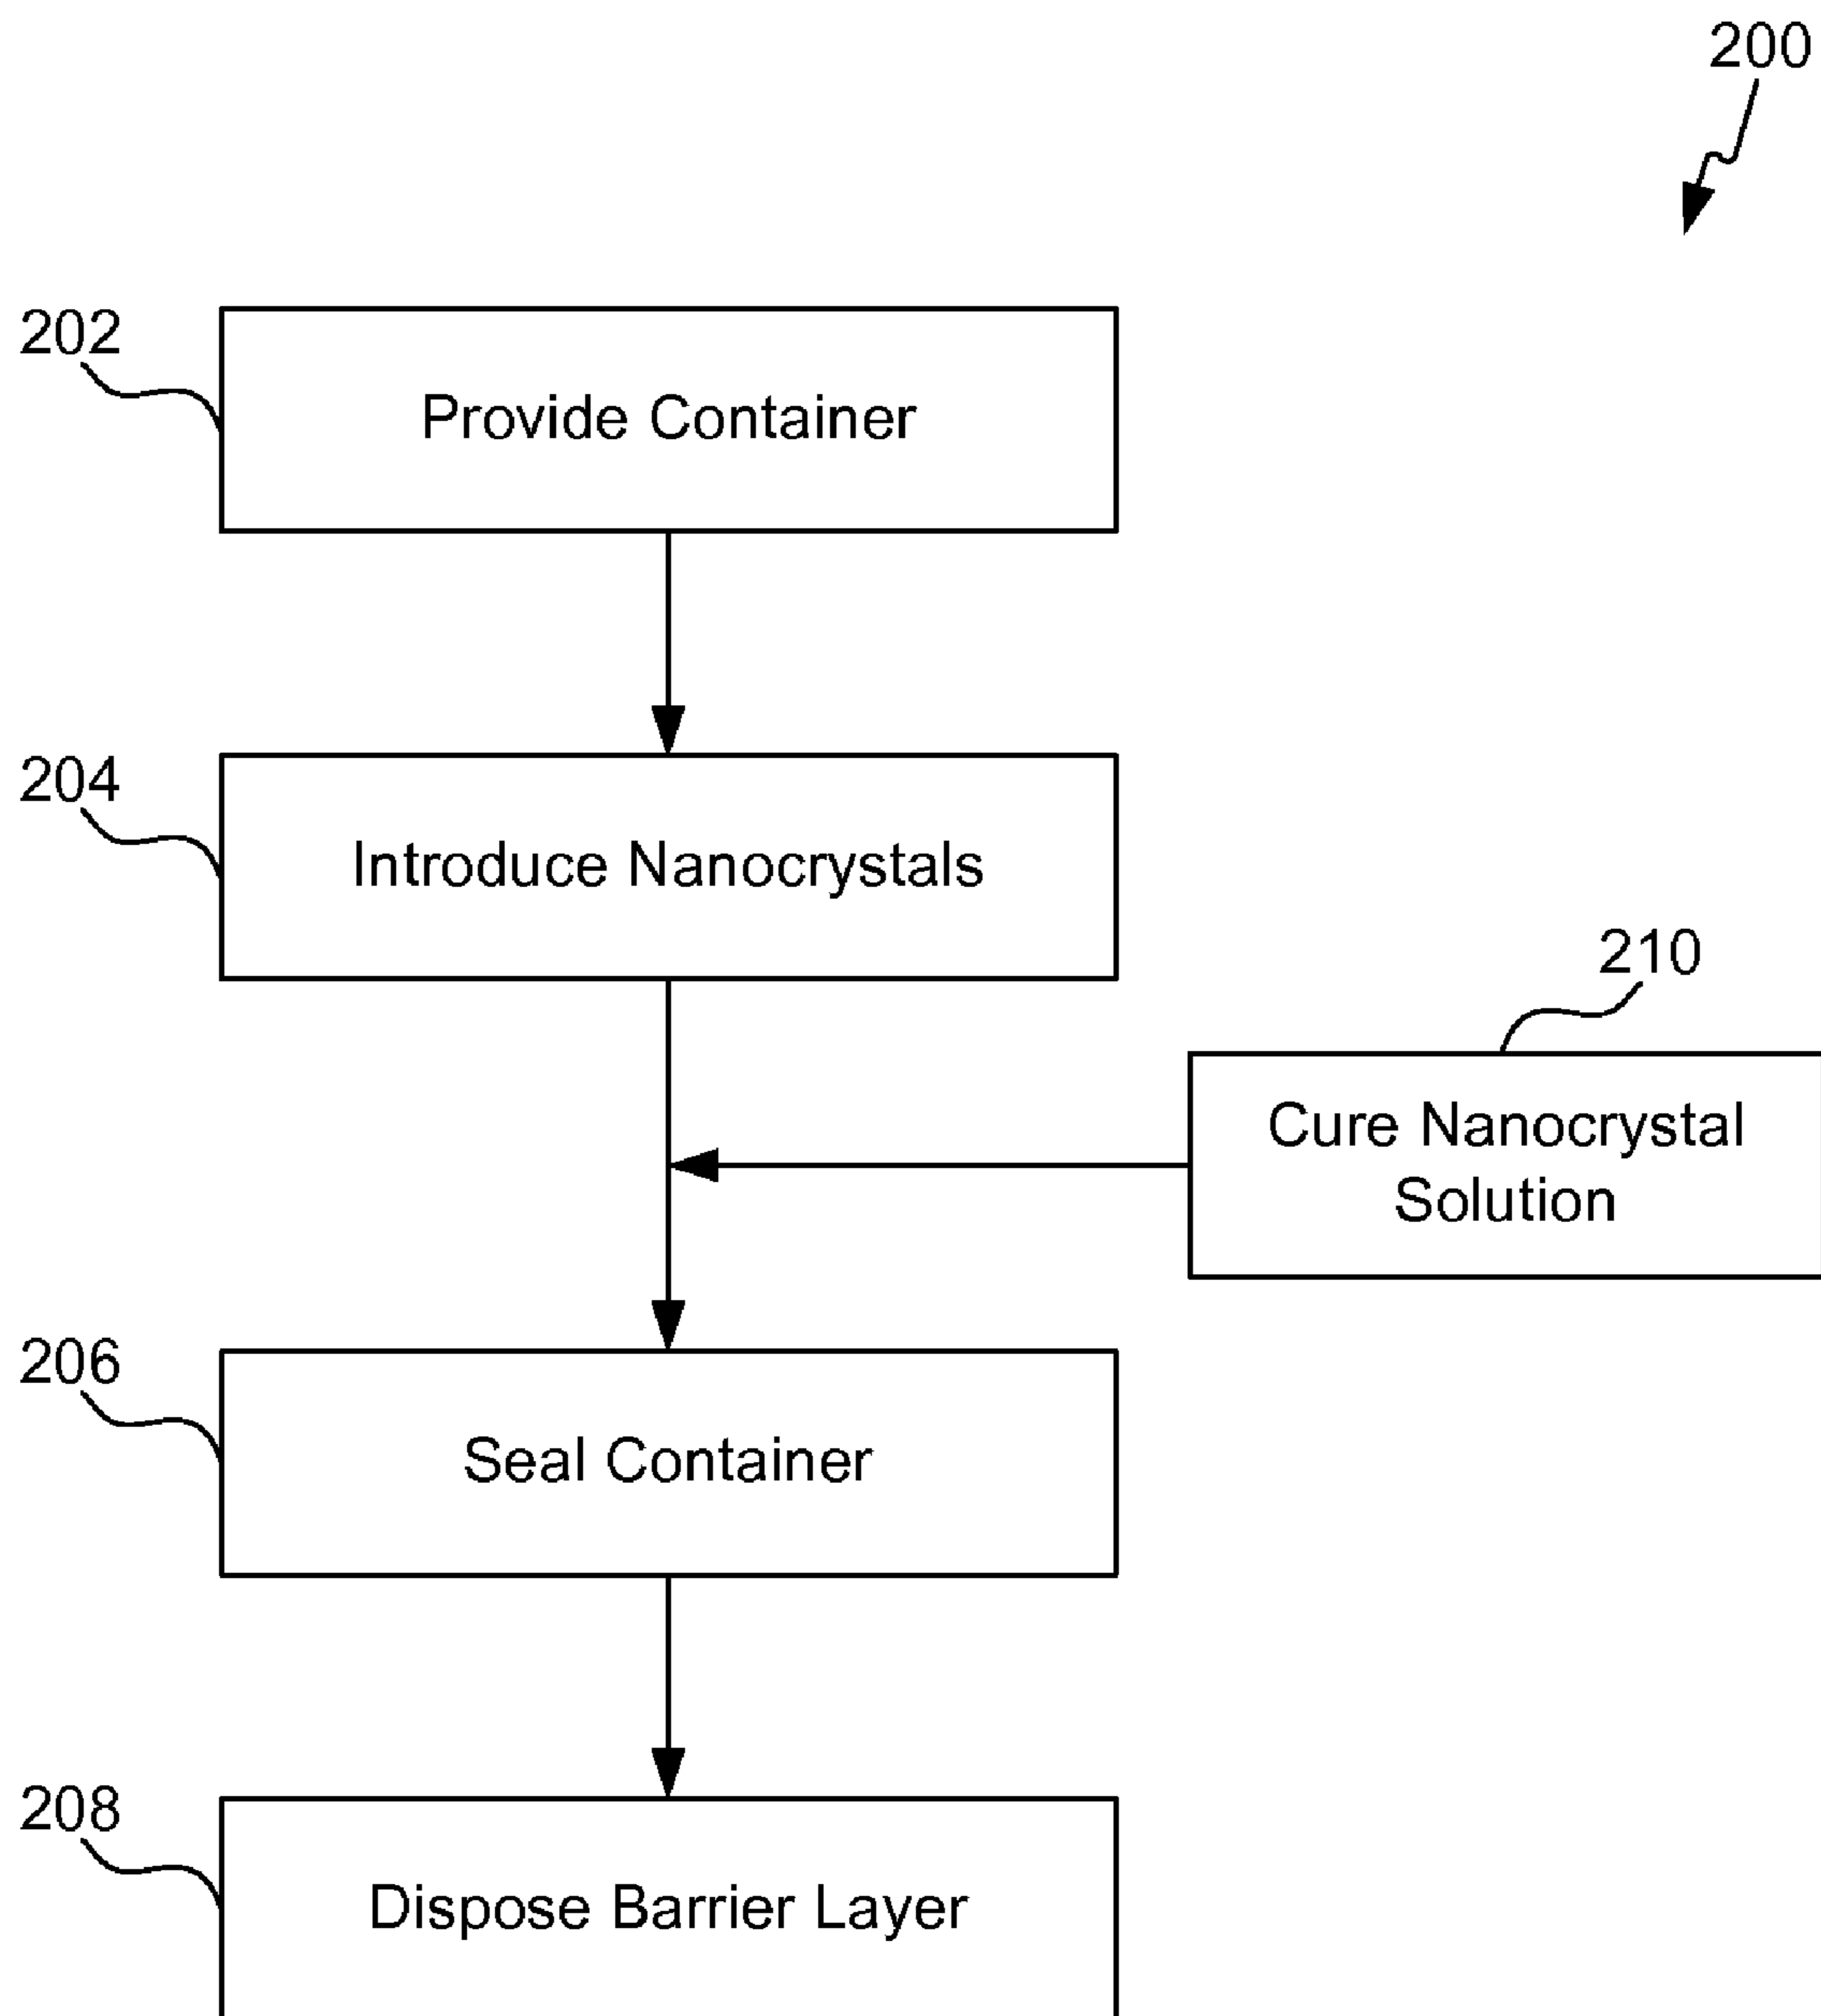 200
202
Provide Container
204
Introduce Nanocrystals
210
Cure Nanocrystal
Solution
206
Seal Container
208
Dispose Barrier Layer